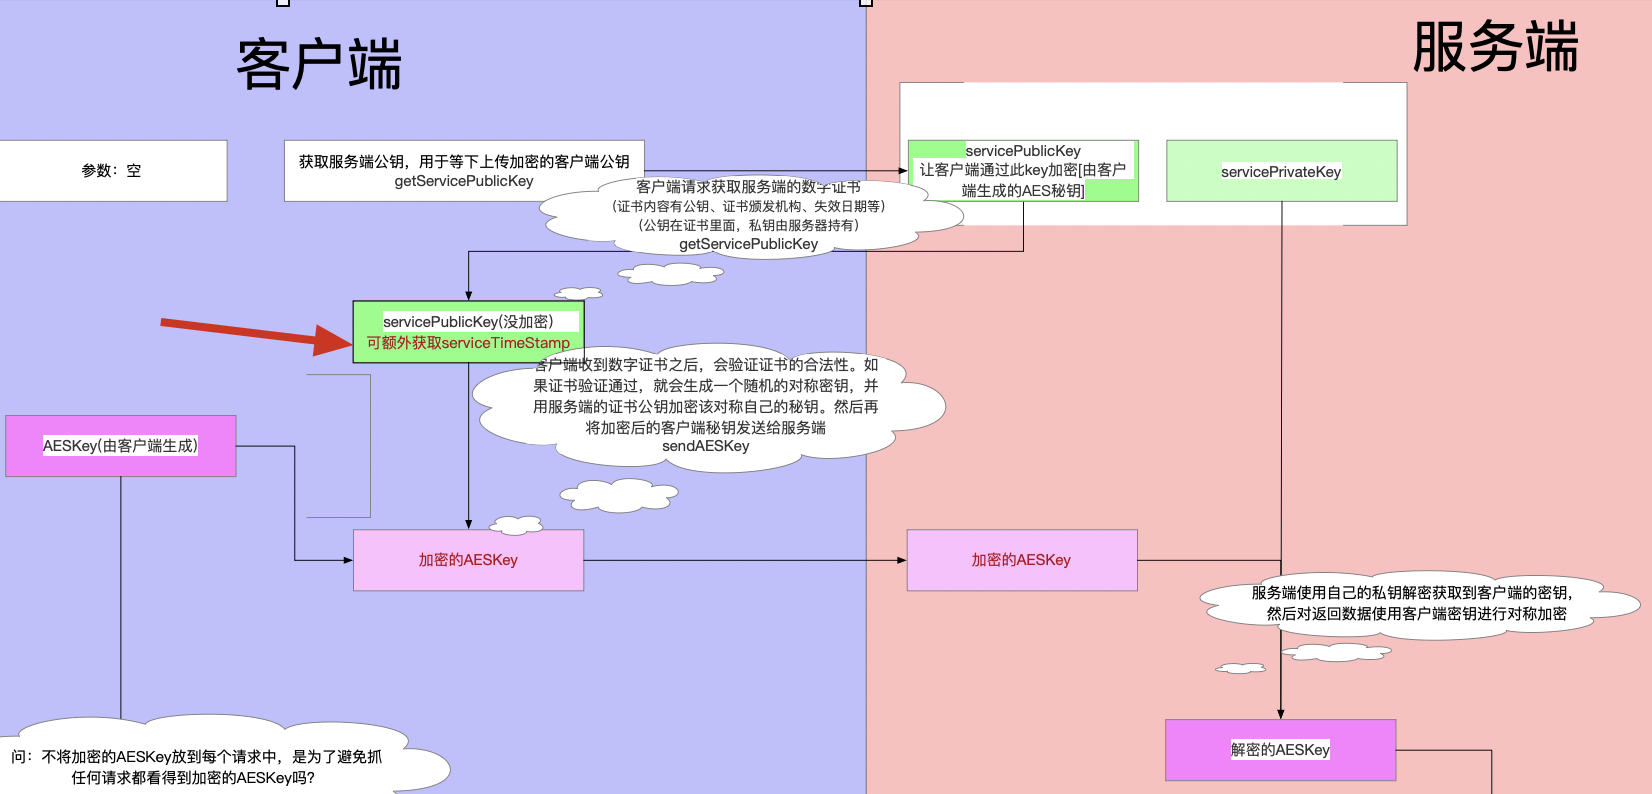 客户端
服务端
参数：空
获取服务端公钥，用于等下上传加密的客户端公钥
getServicePublicKey
servicePublicKey
让客户端通过此key加密[由客户
端生成的AES秘钥]
servicePrivateKey
客户端请求获取服务端的数字证书
（证书内容有公钥、证书颁发机构、失效日期等）
（公钥在证书里面，私钥由服务器持有）
getServicePublicKey
servicePublicKey(没加密)
可额外获取serviceTimeStamp
客户端收到数字证书之后，会验证证书的合法性。如
果证书验证通过，就会生成一个随机的对称密钥，并
用服务端的证书公钥加密该对称自己的秘钥。然后再
将加密后的客户端秘钥发送给服务端
sendAESKey
AESKey(由客户端生成)
加密的AESKey
加密的AESKey
服务端使用自己的私钥解密获取到客户端的密钥，
然后对返回数据使用客户端密钥进行对称加密
解密的AESKey
问：不将加密的AESKey放到每个请求中，是为了避免抓
任何请求都看得到加密的AESKey吗?